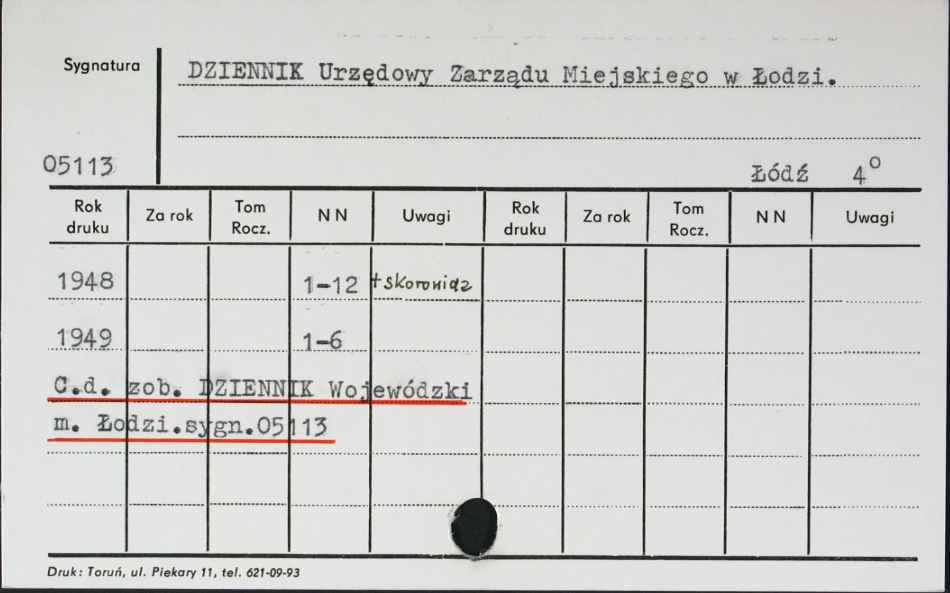 Sygnatura
DZIENNIK Urzędowy Zarządu Miejskiego w Łodzi.
05113
Łódź 4°
Rok druku Za rok Tom Rocz. NN Uwagi Rok druku Za rok Tom Rocz. NN Uwagi
1948 1-12 +skorowidz
1949 1-6
C.d. zob. DZIENNIK Wojewódzki
m. Łodzi.sygn.05113
Druk: Toruń, ul. Piekary 11, tel. 621-09-93